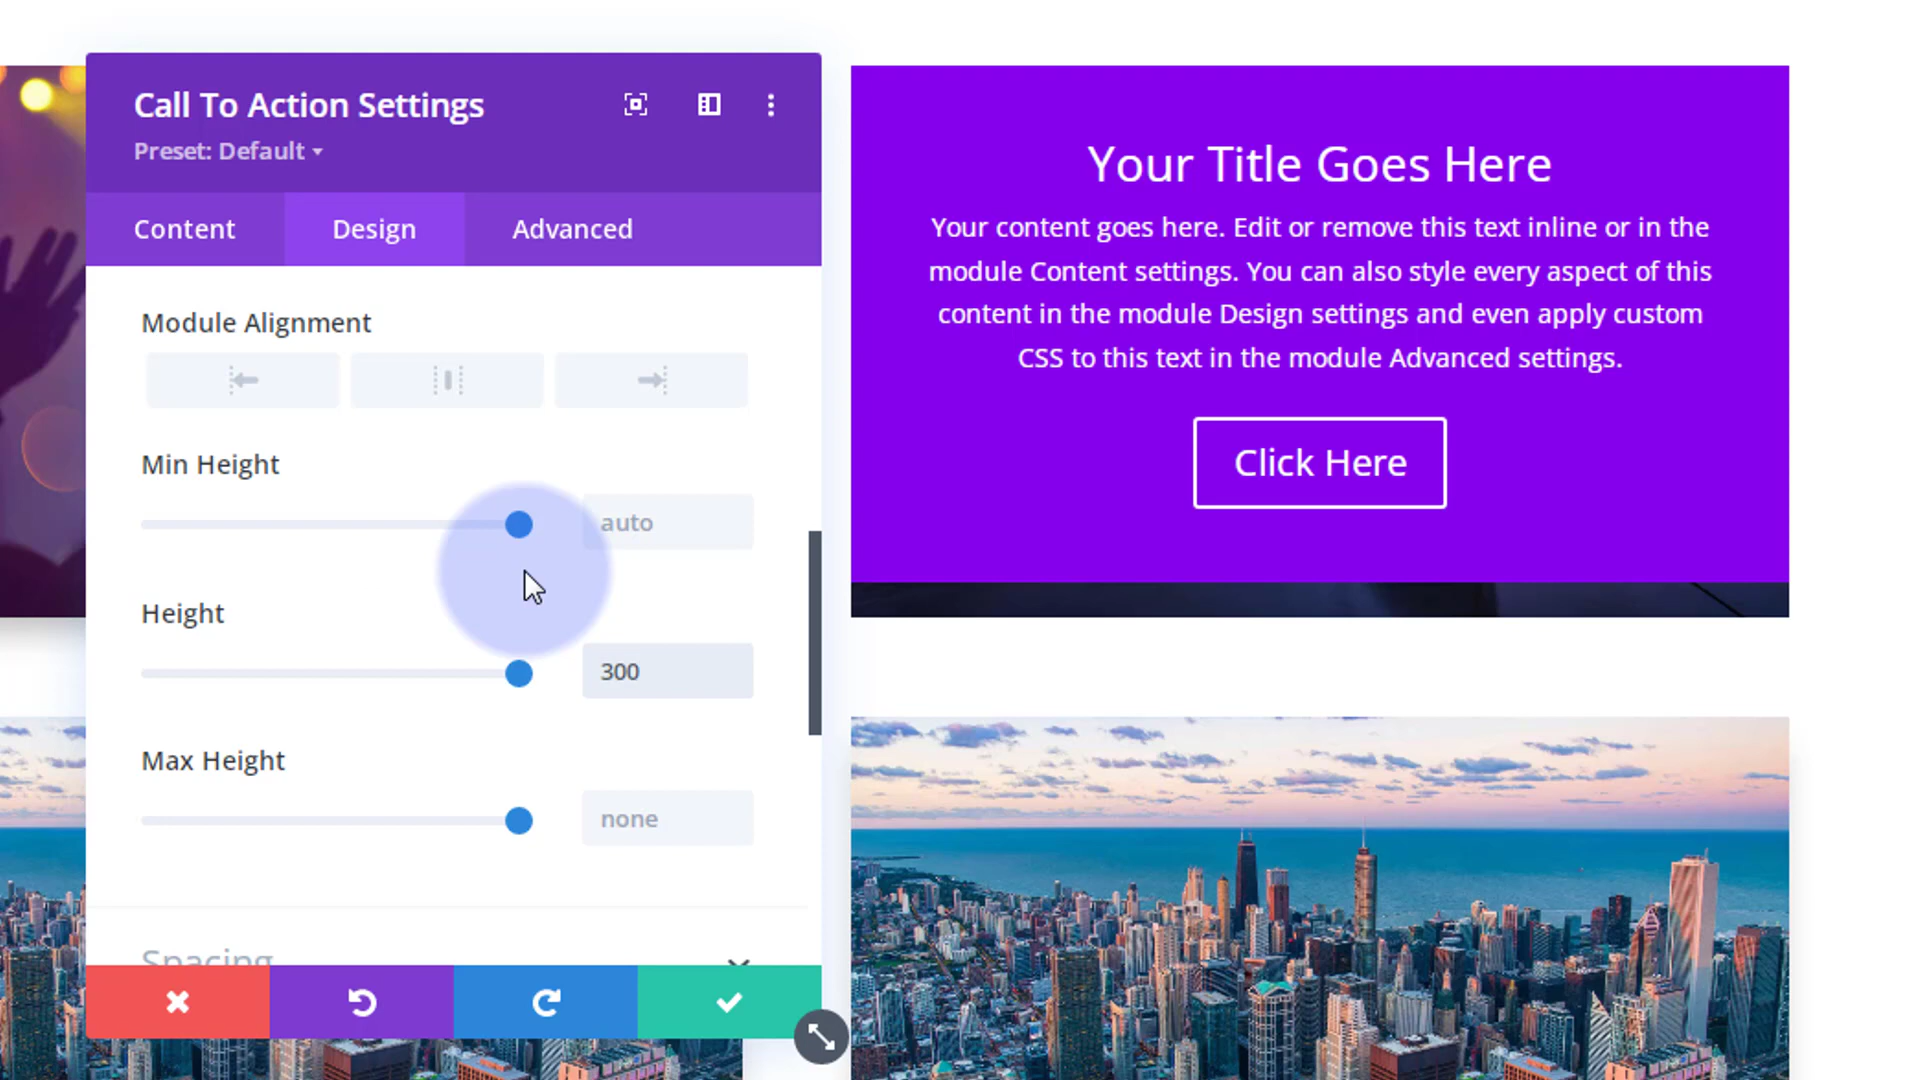 Call To Action Settings
Preset: Default
Content
Design
Advanced
Module Alignment
Min Height
auto
Height
300
Max Height
none
Spacing
Your Title Goes Here
Your content goes here. Edit or remove this text inline or in the
module Content settings. You can also style every aspect of this
content in the module Design settings and even apply custom
CSS to this text in the module Advanced settings.
Click Here